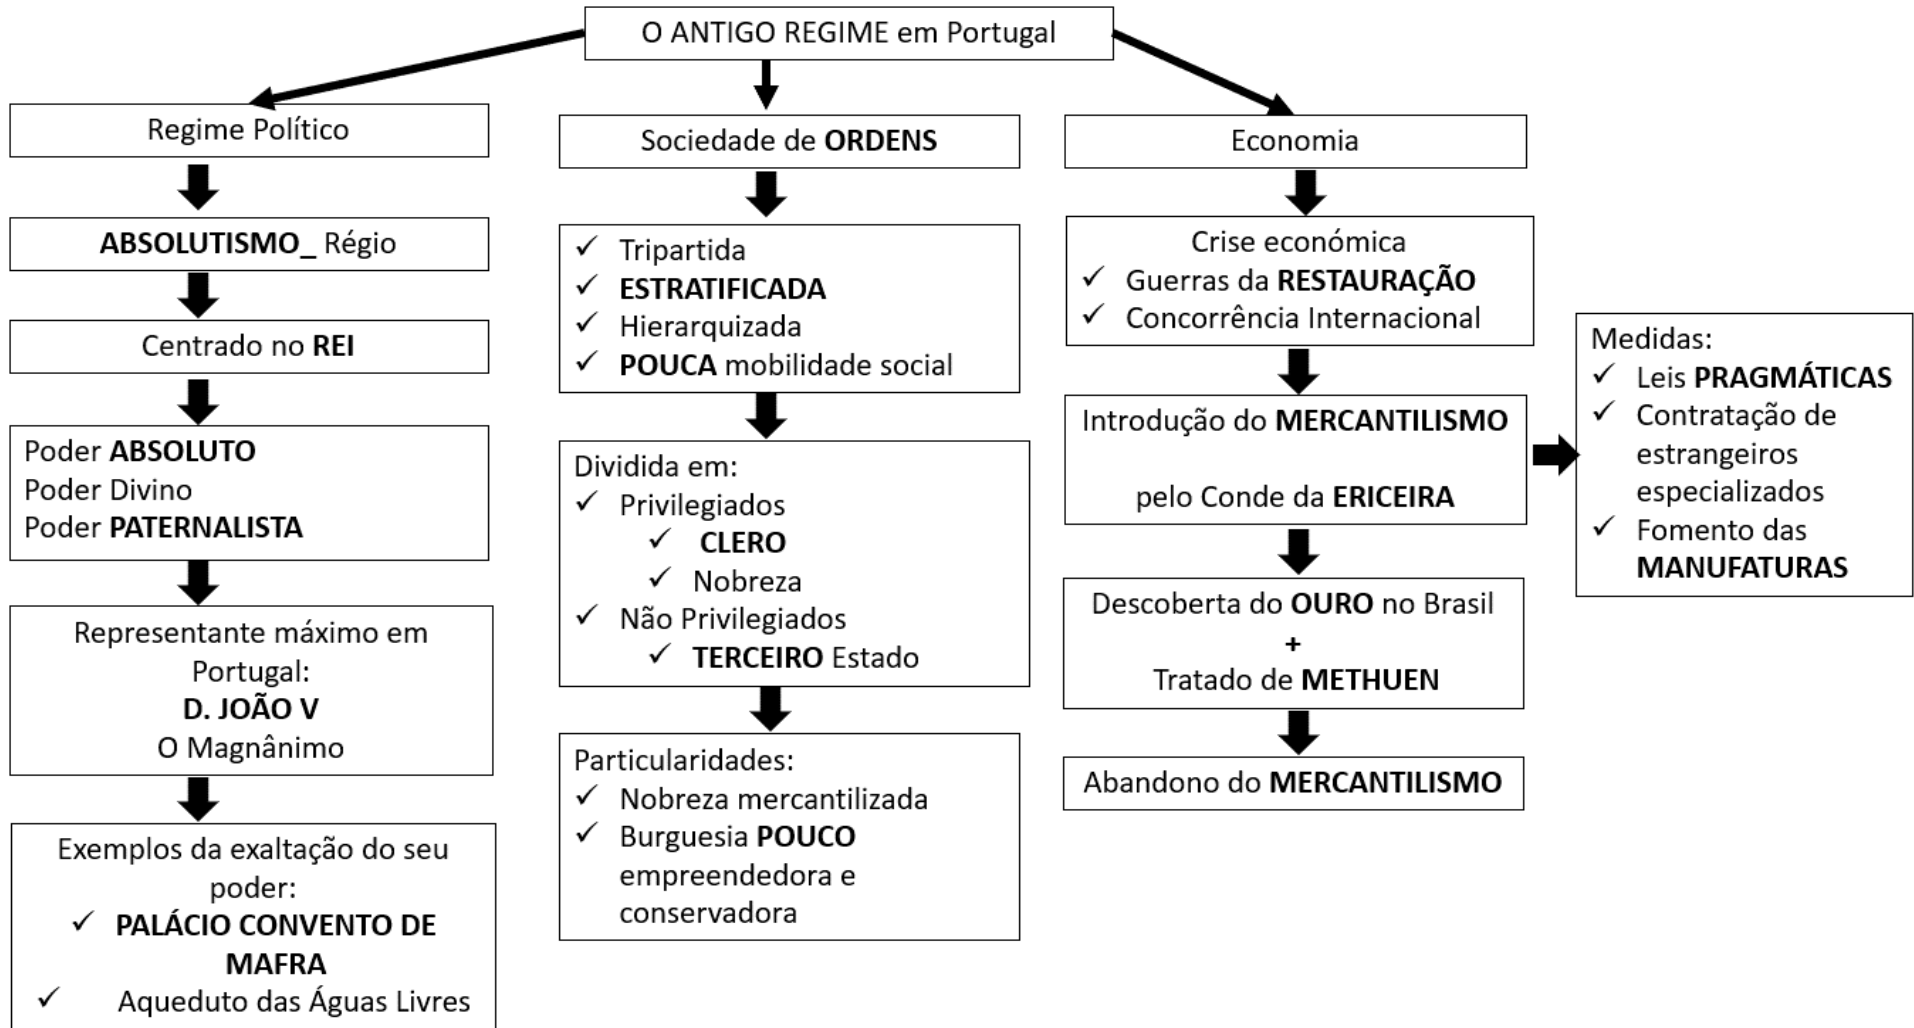 O ANTIGO REGIME em Portugal
Regime Político
ABSOLUTISMO_ Régio
Centrado no REI
Poder ABSOLUTO
Poder Divino
Poder PATERNALISTA
Representante máximo em
Portugal:
D. JOÃO V
O Magnânimo
Exemplos da exaltação do seu
poder:
✓ PALÁCIO CONVENTO DE
MAFRA
✓ Aqueduto das Águas Livres
Sociedade de ORDENS
✓ Tripartida
✓ ESTRATIFICADA
✓ Hierarquizada
✓ POUCA mobilidade social
Dividida em:
✓ Privilegiados
✓ CLERO
✓ Nobreza
✓ Não Privilegiados
✓ TERCEIRO Estado
Particularidades:
✓ Nobreza mercantilizada
✓ Burguesia POUCO
empreendedora e
conservadora
Economia
Crise económica
✓ Guerras da RESTAURAÇÃO
✓ Concorrência Internacional
Introdução do MERCANTILISMO
pelo Conde da ERICEIRA
Medidas:
✓ Leis PRAGMÁTICAS
✓ Contratação de
estrangeiros
especializados
✓ Fomento das
MANUFATURAS
Descoberta do OURO no Brasil
+
Tratado de METHUEN
Abandono do MERCANTILISMO